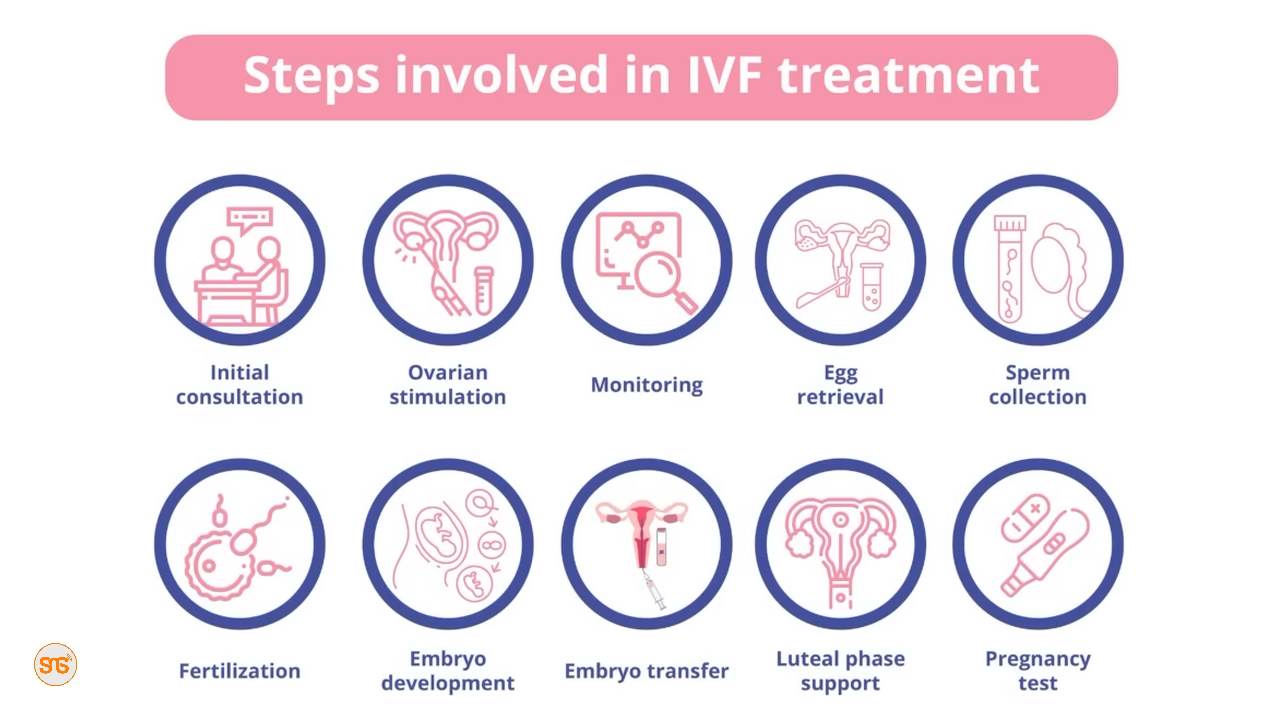 Steps involved in IVF treatment
Initial
consultation
Ovarian
stimulation
Monitoring
Egg
retrieval
Sperm
collection
Fertilization
Embryo
development
Embryo transfer
Luteal phase
support
Pregnancy
test